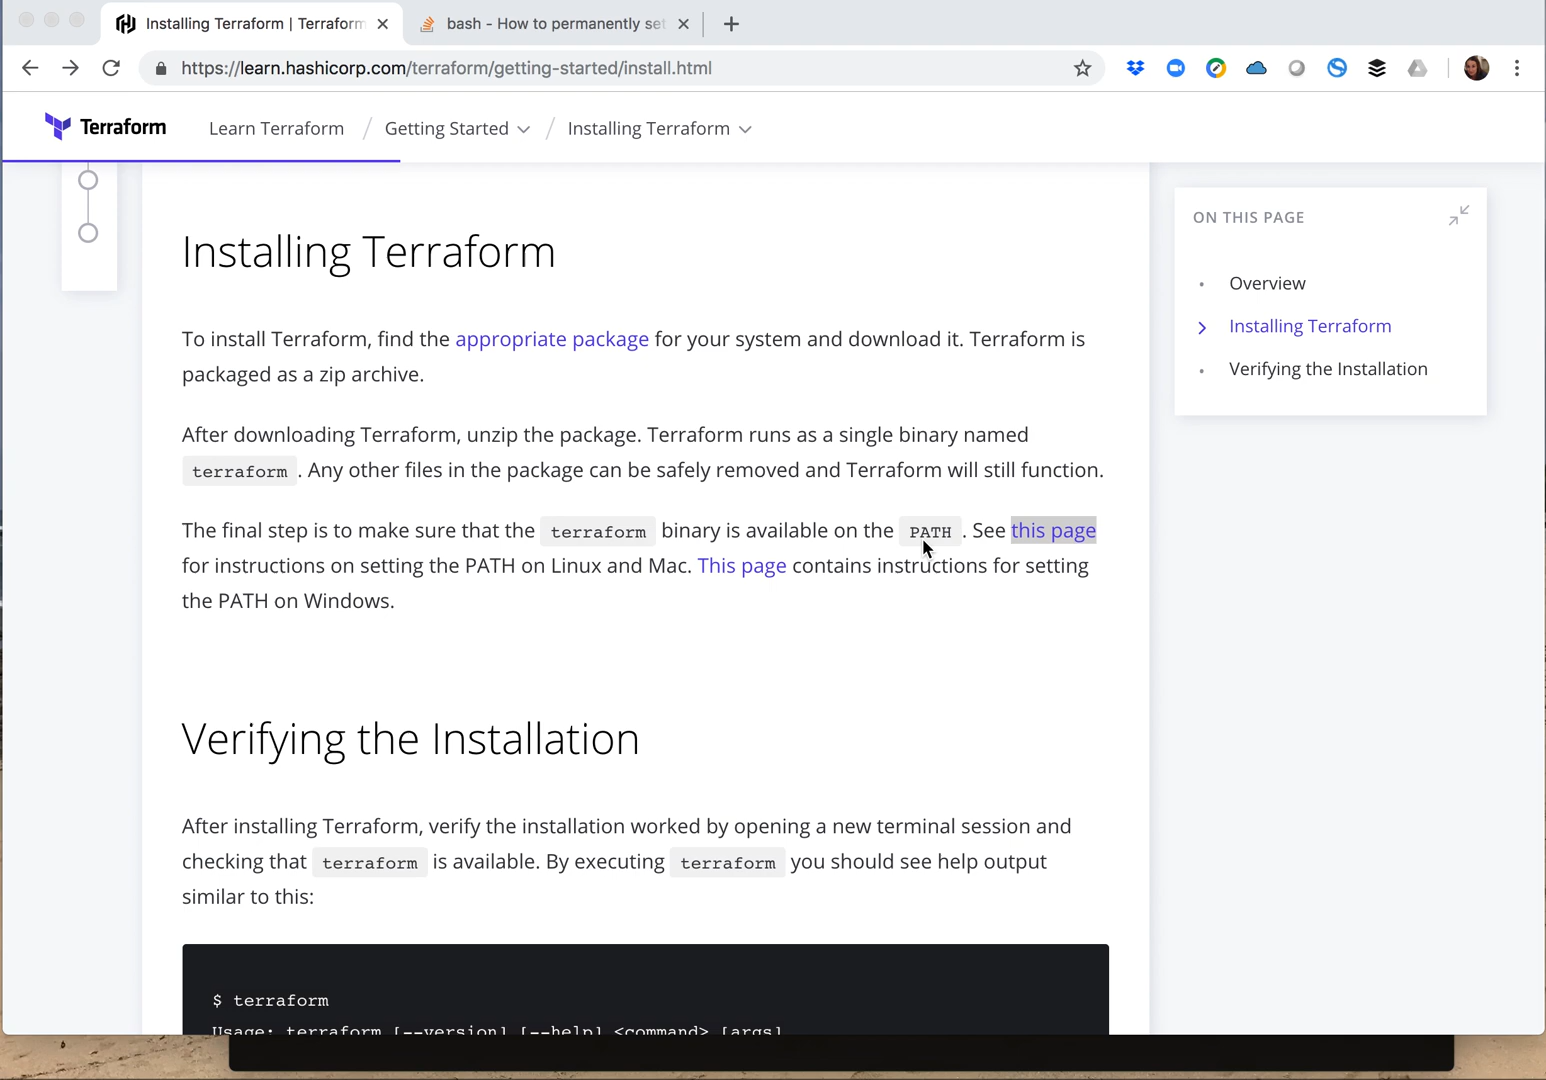 Installing Terraform | Terraform
bash - How to permanently set
https://learn.hashicorp.com/terraform/getting-started/install.html
Terraform
Learn Terraform / Getting Started / Installing Terraform
Installing Terraform
To install Terraform, find the appropriate package for your system and download it. Terraform is
packaged as a zip archive.
After downloading Terraform, unzip the package. Terraform runs as a single binary named
terraform . Any other files in the package can be safely removed and Terraform will still function.
The final step is to make sure that the terraform binary is available on the PATH . See this page
for instructions on setting the PATH on Linux and Mac. This page contains instructions for setting
the PATH on Windows.
Verifying the Installation
After installing Terraform, verify the installation worked by opening a new terminal session and
checking that terraform is available. By executing terraform you should see help output
similar to this:
$ terraform
Usage: terraform [--version] [--help] <command> [args]
ON THIS PAGE
Overview
Installing Terraform
Verifying the Installation